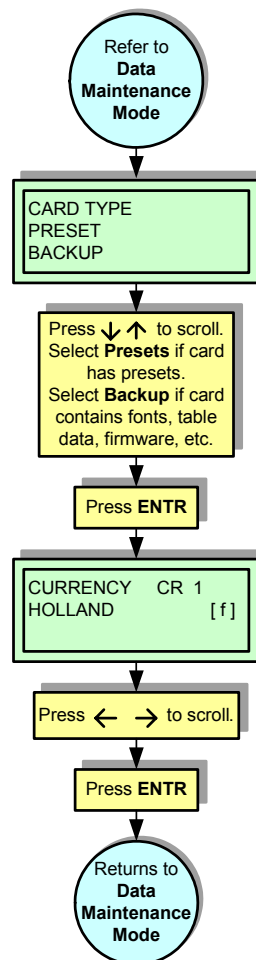 Refer to
Data
Maintenance
Mode
CARD TYPE
PRESET
BACKUP
Press ↓ ↑ to scroll.
Select Presets if card
has presets.
Select Backup if card
contains fonts, table
data, firmware, etc.
Press ENTR
CURRENCY CR 1
HOLLAND [ f ]
Press ← → to scroll.
Press ENTR
Returns to
Data
Maintenance
Mode